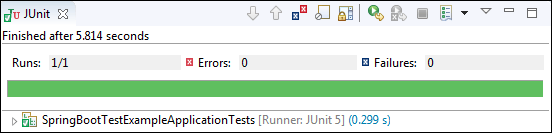 JUnit
Finished after 5.814 seconds
Runs: 1/1 Errors: 0 Failures: 0
SpringBootTestExampleApplicationTests [Runner: JUnit 5] (0.299 s)